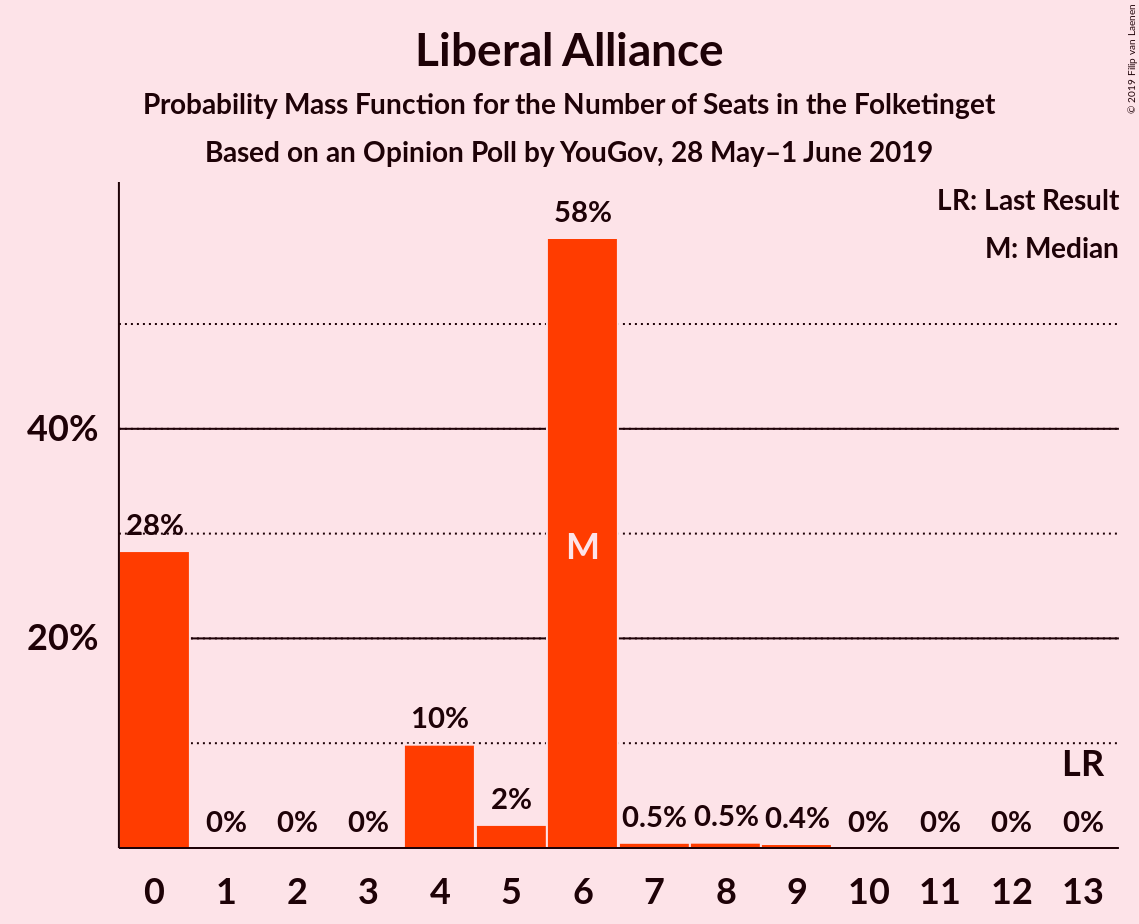 Liberal Alliance
Probability Mass Function for the Number of Seats in the Folketinget
Based on an Opinion Poll by YouGov, 28 May–1 June 2019
© 2019 Filip van Laenen
LR: Last Result
M: Median
58%
40%
28%
M
20%
10%
LR
2%
0% 0% 0% 0.5% 0.5% 0.4% 0% 0% 0% 0%
0 1 2 3 4 5 6 7 8 9 10 11 12 13